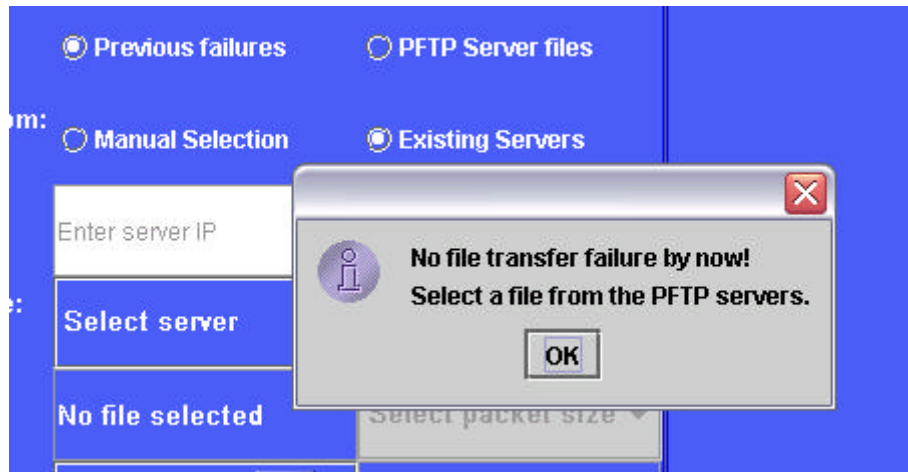 Previous failures PFTP Server files
om:
Manual Selection Existing Servers
Enter server IP
No file transfer failure by now!
Select a file from the PFTP servers.
e:
Select server
OK
No file selected Select packet size